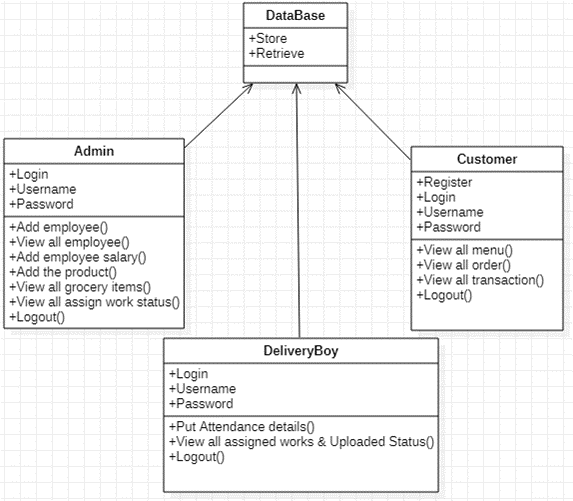 DataBase
+Store
+Retrieve
Admin
+Login
+Username
+Password
+Add employee()
+View all employee()
+Add employee salary()
+Add the product()
+View all grocery items()
+View all assign work status()
+Logout()
Customer
+Register
+Login
+Username
+Password
+View all menu()
+View all order()
+View all transaction()
+Logout()
DeliveryBoy
+Login
+Username
+Password
+Put Attendance details()
+View all assigned works & Uploaded Status()
+Logout()